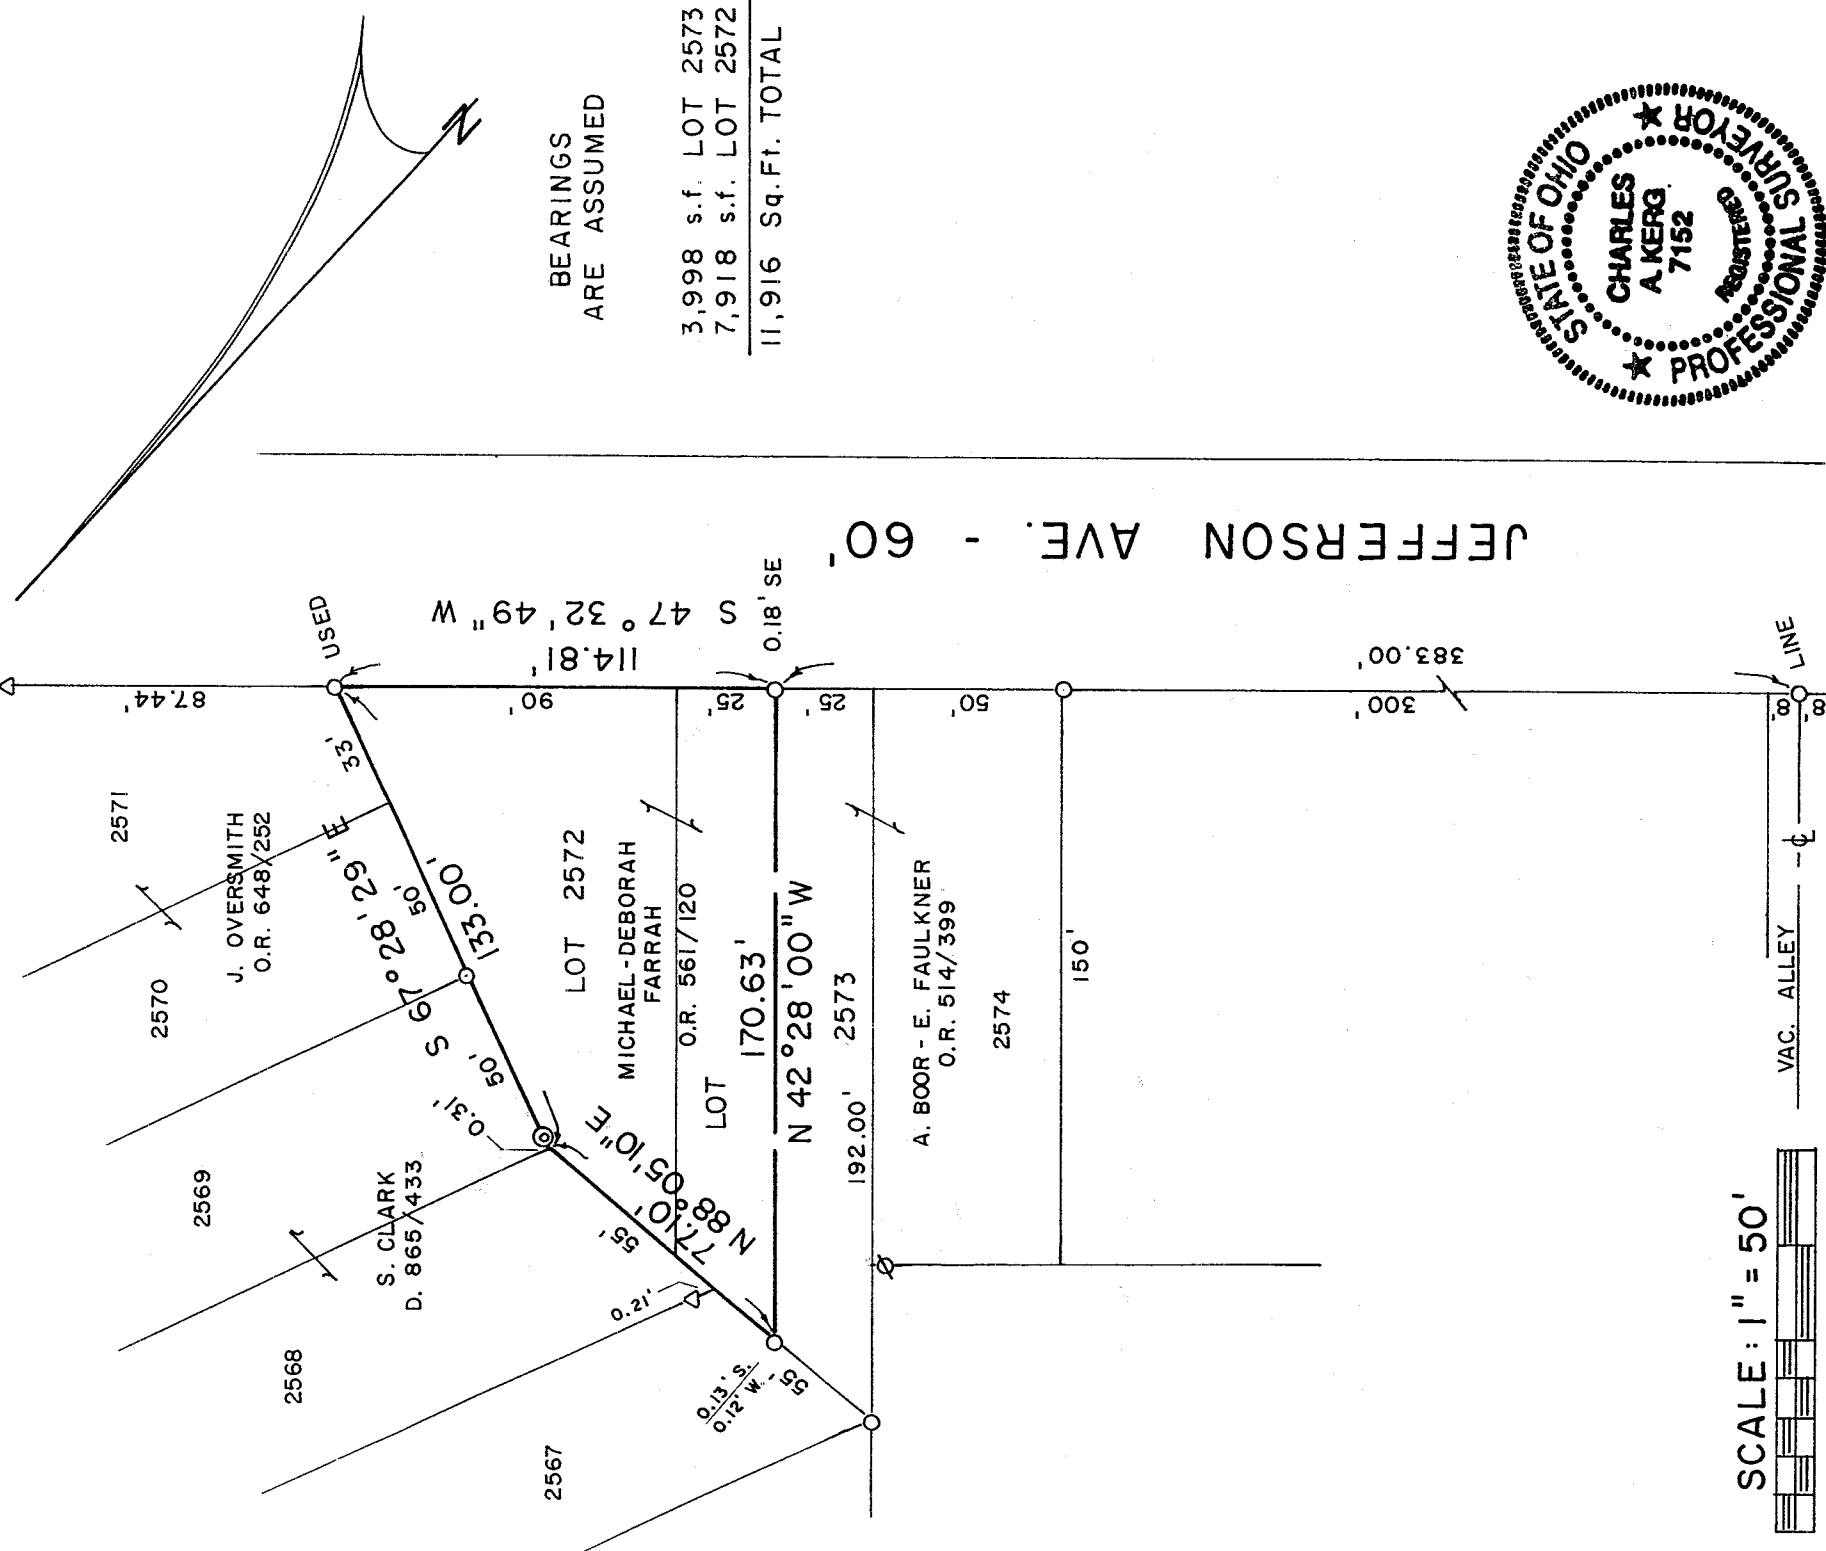 N
BEARINGS
ARE ASSUMED
3,998 s.f. LOT 2573
7,918 s.f. LOT 2572
11,916 Sq.Ft. TOTAL
STATE OF OHIO
CHARLES
A. KERG
7152
REGISTERED
★ PROFESSIONAL SURVEYOR ★
JEFFERSON AVE. - 60'
S 47° 32' 49" W
114.81'
USED
0.18' SE
LINE
87.44'
90'
25'
25'
50'
383.00'
300'
8'
8'
2571
J. OVERSMITH
O.R. 648/252
2570
33'
50'
50'
S 67° 28' 29" E
133.00'
2569
S. CLARK
D. 865/433
2568
2567
0.31'
55'
77.10'
N 88° 05' 10" E
0.21'
0.13' S.
0.12' W.
55
LOT 2572
MICHAEL-DEBORAH
FARRAH
O.R. 561/120
LOT
170.63'
N 42° 28' 00" W
2573
192.00'
A. BOOR - E. FAULKNER
O.R. 514/399
2574
150'
VAC. ALLEY - ℄
SCALE : 1" = 50'